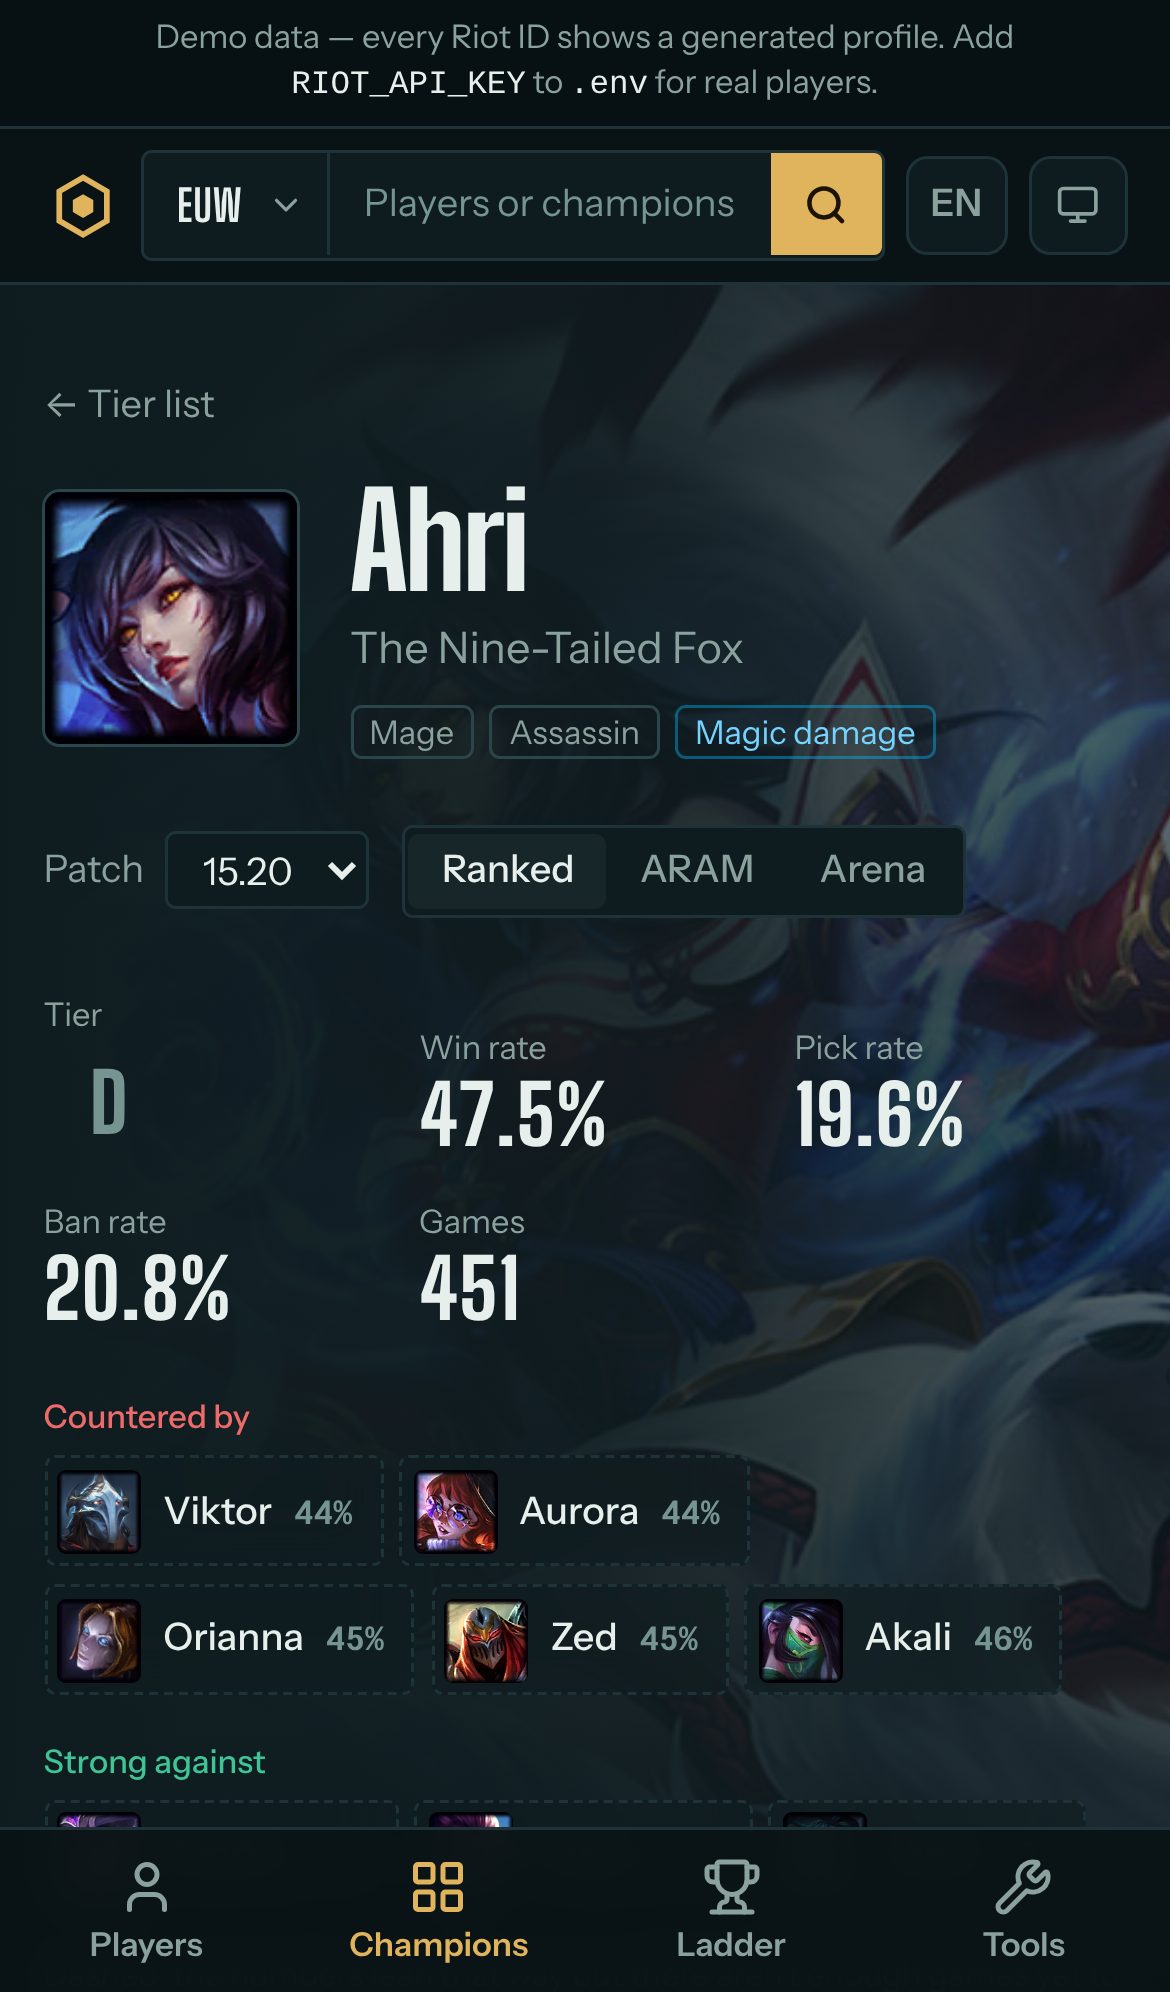 Demo data — every Riot ID shows a generated profile. Add
RIOT_API_KEY to .env for real players.
EUW
Players or champions
EN
← Tier list
Ahri
The Nine-Tailed Fox
Mage
Assassin
Magic damage
Patch
15.20
Ranked
ARAM
Arena
Tier
D
Win rate
47.5%
Pick rate
19.6%
Ban rate
20.8%
Games
451
Countered by
Viktor 44%
Aurora 44%
Orianna 45%
Zed 45%
Akali 46%
Strong against
Players
Champions
Ladder
Tools